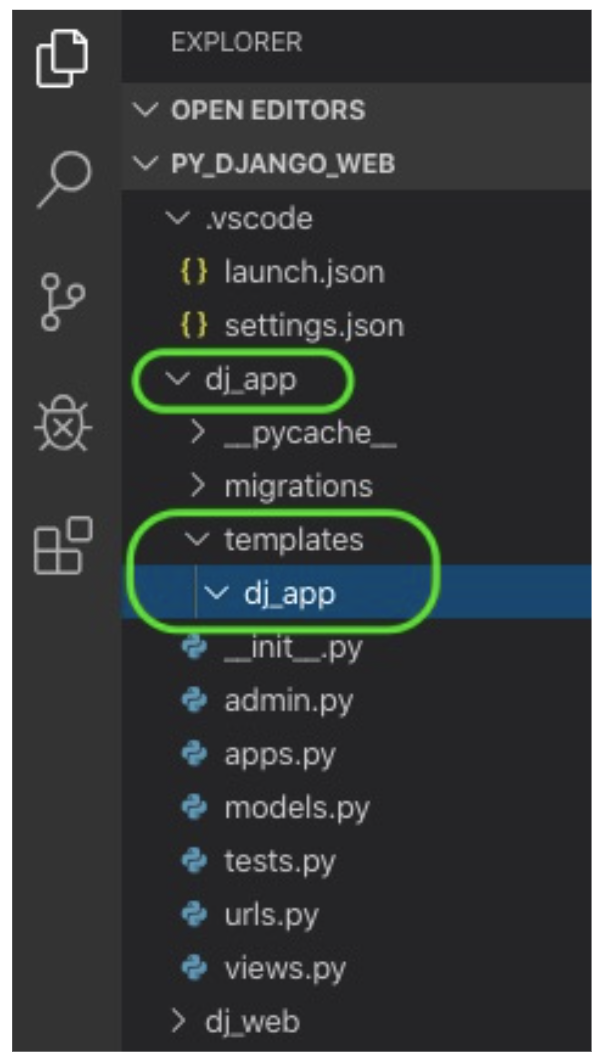 EXPLORER
OPEN EDITORS
PY_DJANGO_WEB
.vscode
{} launch.json
{} settings.json
dj_app
__pycache__
migrations
templates
dj_app
__init__.py
admin.py
apps.py
models.py
tests.py
urls.py
views.py
dj_web